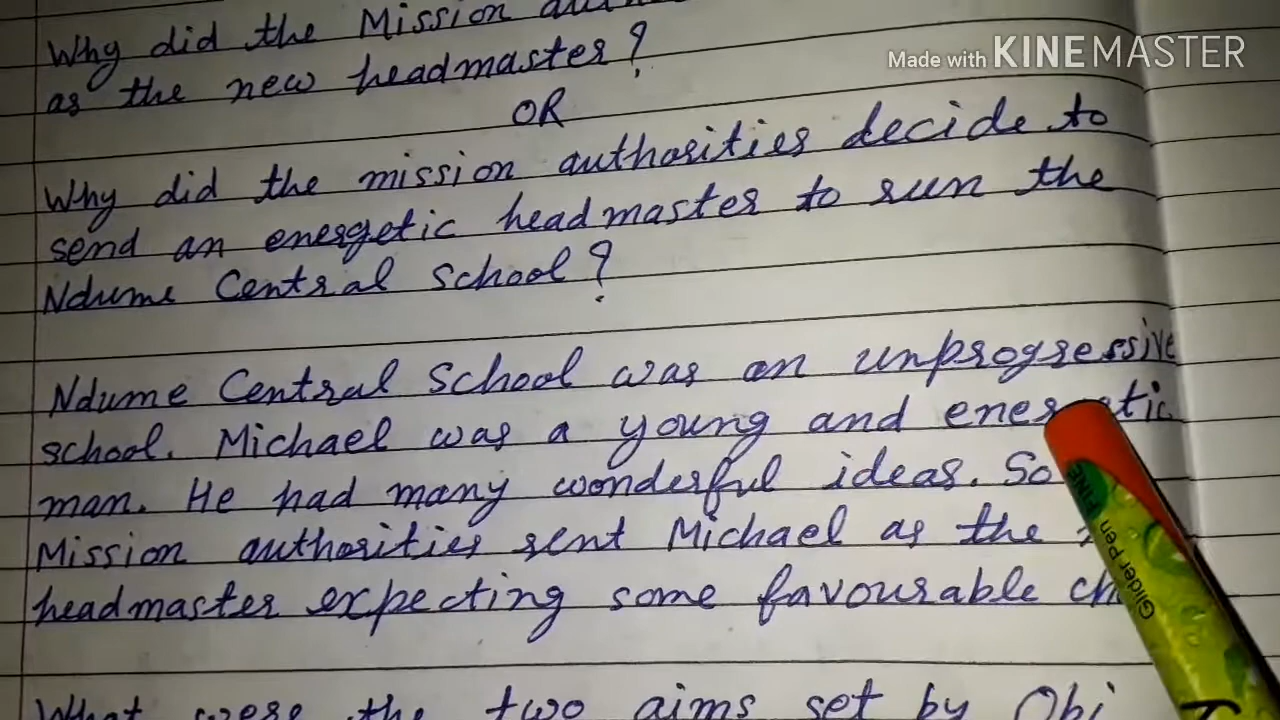 Why did the Mission
Made with KINEMASTER
as the new headmaster?
OR
Why did the mission authorities decide to
send an energetic headmaster to run the
Ndume Central School?
Ndume Central School was an unprogressive
school. Michael was a young and energetic
man. He had many wonderful ideas. So
Mission authorities sent Michael as the
headmaster expecting some favourable
What were the two aims set by Obi
Glider Pen
FINE